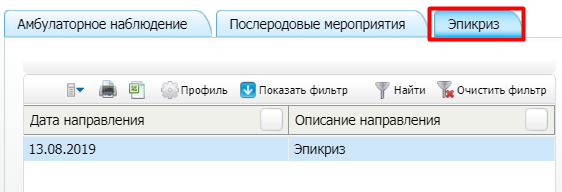 Амбулаторное наблюдение Послеродовые мероприятия Эпикриз
Профиль Показать фильтр Найти Очистить фильтр
Дата направления Описание направления
13.08.2019 Эпикриз